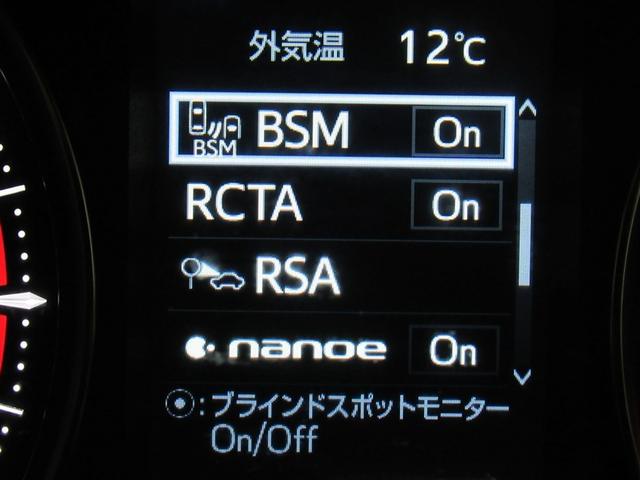 外気温 12℃
BSM BSM On
RCTA On
RSA
nanoe On
⦿:ブラインドスポットモニター
On/Off